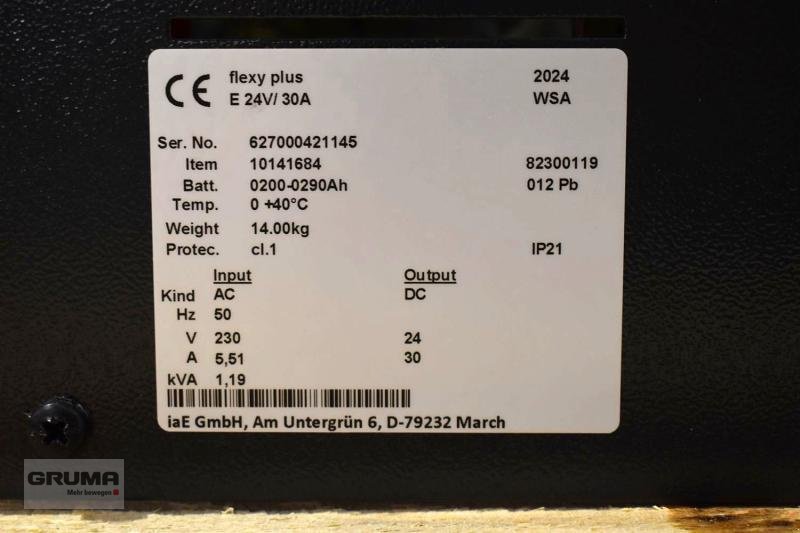 CE flexy plus 2024
E 24V/ 30A WSA
Ser. No. 627000421145
Item 10141684 82300119
Batt. 0200-0290Ah 012 Pb
Temp. 0 +40°C
Weight 14.00kg
Protec. cl.1 IP21
Input Output
Kind AC DC
Hz 50
V 230 24
A 5,51 30
kVA 1,19
iaE GmbH, Am Untergrün 6, D-79232 March
GRUMA
Mehr bewegen